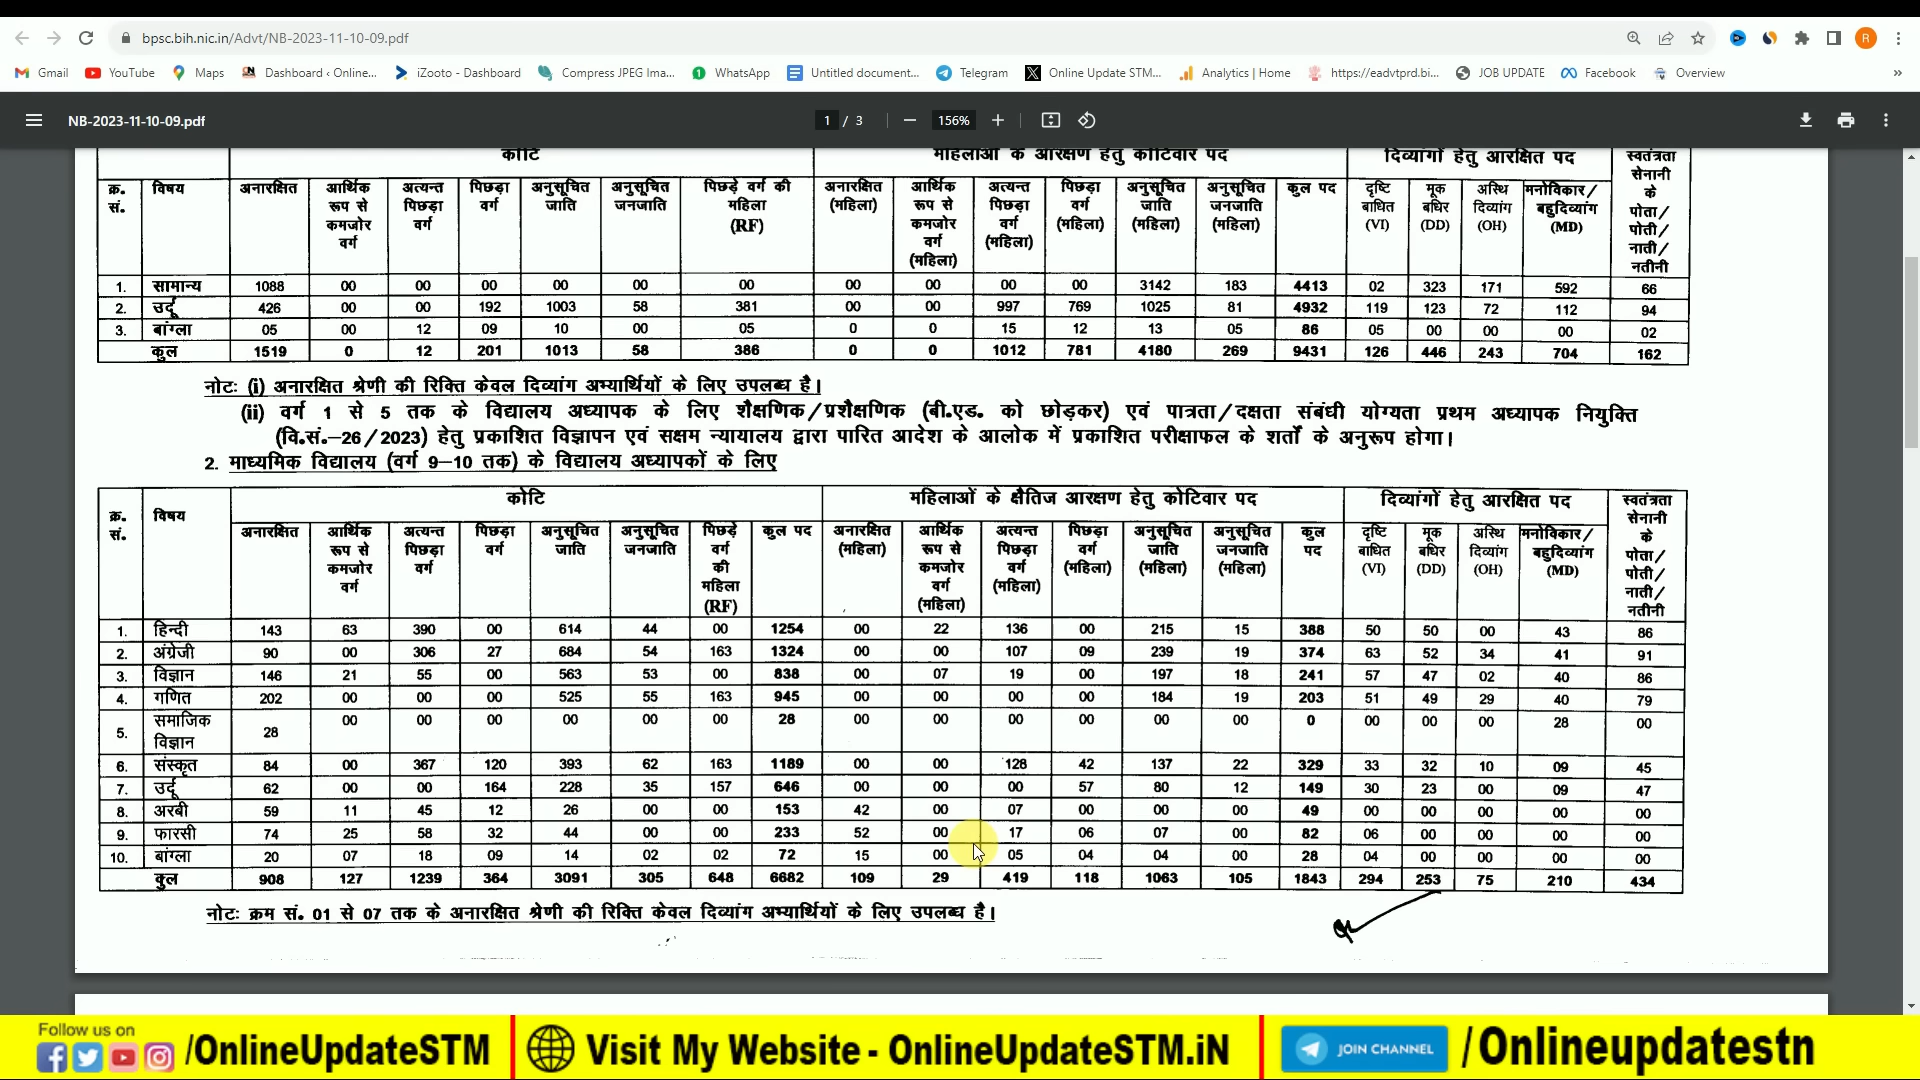 bpsc.bih.nic.in/Advt/NB-2023-11-10-09.pdf
R
Gmail YouTube Maps Dashboard ‹ Online... iZooto - Dashboard Compress JPEG Ima... WhatsApp Untitled document... Telegram Online Update STM... Analytics | Home https://eadvtprd.bi... JOB UPDATE Facebook Overview »
NB-2023-11-10-09.pdf 1 / 3 — 156% +
कोटि महिलाओं के आरक्षण हेतु कोटिवार पद दिव्यांगों हेतु आरक्षित पद स्वतंत्रता सेनानी के पोता/ पोती/ नाती/ नतीनी
क्र. सं. विषय अनारक्षित आर्थिक रूप से कमजोर वर्ग अत्यन्त पिछड़ा वर्ग पिछड़ा वर्ग अनुसूचित जाति अनुसूचित जनजाति पिछड़े वर्ग की महिला (RF) अनारक्षित (महिला) आर्थिक रूप से कमजोर वर्ग (महिला) अत्यन्त पिछड़ा वर्ग (महिला) पिछड़ा वर्ग (महिला) अनुसूचित जाति (महिला) अनुसूचित जनजाति (महिला) कुल पद दृष्टि बाधित (VI) मूक बधिर (DD) अस्थि दिव्यांग (OH) मनोविकार/ बहुदिव्यांग (MD)
1. सामान्य 1088 00 00 00 00 00 00 00 00 00 00 3142 183 4413 02 323 171 592 66
2. उर्दू 426 00 00 192 1003 58 381 00 00 997 769 1025 81 4932 119 123 72 112 94
3. बांग्ला 05 00 12 09 10 00 05 0 0 15 12 13 05 86 05 00 00 00 02
कुल 1519 0 12 201 1013 58 386 0 0 1012 781 4180 269 9431 126 446 243 704 162
नोटः (i) अनारक्षित श्रेणी की रिक्ति केवल दिव्यांग अभ्यार्थियों के लिए उपलब्ध है।
(ii) वर्ग 1 से 5 तक के विद्यालय अध्यापक के लिए शैक्षणिक/प्रशैक्षणिक (बी.एड. को छोड़कर) एवं पात्रता/दक्षता संबंधी योग्यता प्रथम अध्यापक नियुक्ति
(वि.सं.–26/2023) हेतु प्रकाशित विज्ञापन एवं सक्षम न्यायालय द्वारा पारित आदेश के आलोक में प्रकाशित परीक्षाफल के शर्तों के अनुरूप होगा।
2. माध्यमिक विद्यालय (वर्ग 9–10 तक) के विद्यालय अध्यापकों के लिए
कोटि महिलाओं के क्षैतिज आरक्षण हेतु कोटिवार पद दिव्यांगों हेतु आरक्षित पद स्वतंत्रता सेनानी के पोता/ पोती/ नाती/ नतीनी
क्र. सं. विषय अनारक्षित आर्थिक रूप से कमजोर वर्ग अत्यन्त पिछड़ा वर्ग पिछड़ा वर्ग अनुसूचित जाति अनुसूचित जनजाति पिछड़े वर्ग की महिला (RF) कुल पद अनारक्षित (महिला) आर्थिक रूप से कमजोर वर्ग (महिला) अत्यन्त पिछड़ा वर्ग (महिला) पिछड़ा वर्ग (महिला) अनुसूचित जाति (महिला) अनुसूचित जनजाति (महिला) कुल पद दृष्टि बाधित (VI) मूक बधिर (DD) अस्थि दिव्यांग (OH) मनोविकार/ बहुदिव्यांग (MD)
1. हिन्दी 143 63 390 00 614 44 00 1254 00 22 136 00 215 15 388 50 50 00 43 86
2. अंग्रेजी 90 00 306 27 684 54 163 1324 00 00 107 09 239 19 374 63 52 34 41 91
3. विज्ञान 146 21 55 00 563 53 00 838 00 07 19 00 197 18 241 57 47 02 40 86
4. गणित 202 00 00 00 525 55 163 945 00 00 00 00 184 19 203 51 49 29 40 79
5. समाजिक विज्ञान 28 00 00 00 00 00 00 28 00 00 00 00 00 00 0 00 00 00 28 00
6. संस्कृत 84 00 367 120 393 62 163 1189 00 00 128 42 137 22 329 33 32 10 09 45
7. उर्दू 62 00 00 164 228 35 157 646 00 00 00 57 80 12 149 30 23 00 09 47
8. अरबी 59 11 45 12 26 00 00 153 42 00 07 00 00 00 49 00 00 00 00 00
9. फारसी 74 25 58 32 44 00 00 233 52 00 17 06 07 00 82 06 00 00 00 00
10. बांग्ला 20 07 18 09 14 02 02 72 15 00 05 04 04 00 28 04 00 00 00 00
कुल 908 127 1239 364 3091 305 648 6682 109 29 419 118 1063 105 1843 294 253 75 210 434
नोटः क्रम सं. 01 से 07 तक के अनारक्षित श्रेणी की रिक्ति केवल दिव्यांग अभ्यार्थियों के लिए उपलब्ध है।
Follow us on
/OnlineUpdateSTM Visit My Website - OnlineUpdateSTM.iN JOIN CHANNEL /Onlineupdatestn